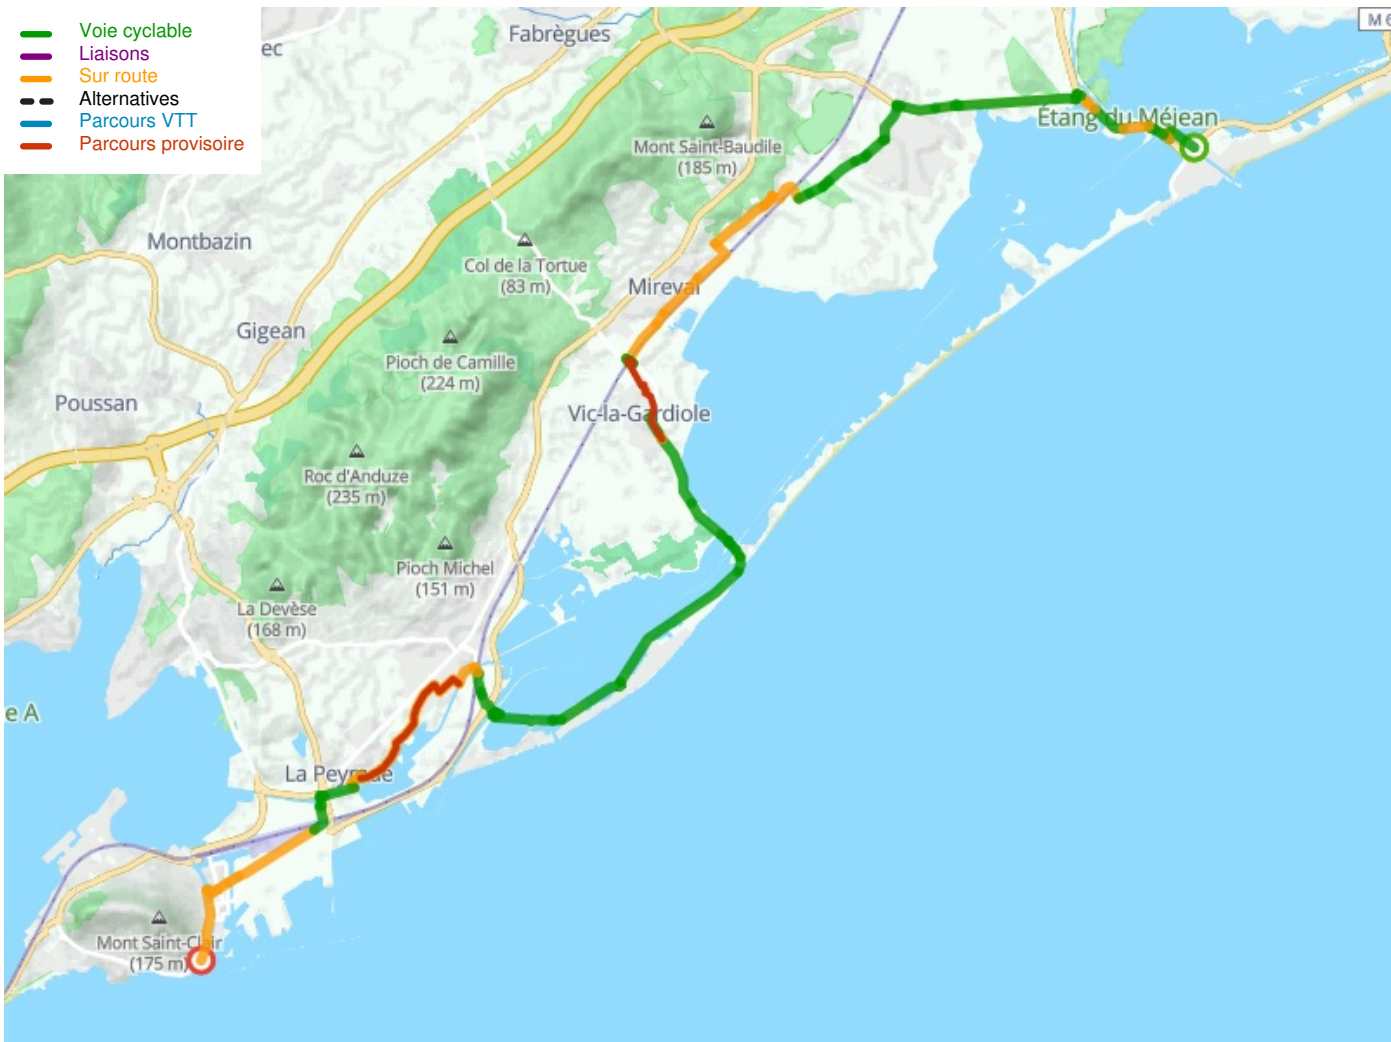 Voie cyclable
Liaisons
Sur route
Alternatives
Parcours VTT
Parcours provisoire
ec
Fabrègues
M 6
Étang du Méjean
Mont Saint-Baudile
(185 m)
Montbazin
Col de la Tortue
(83 m)
Mireval
Gigean
Pioch de Camille
(224 m)
Poussan
Vic-la-Gardiole
Roc d'Anduze
(235 m)
Pioch Michel
(151 m)
La Devèse
(168 m)
e A
La Peyrade
Mont Saint-Clair
(175 m)